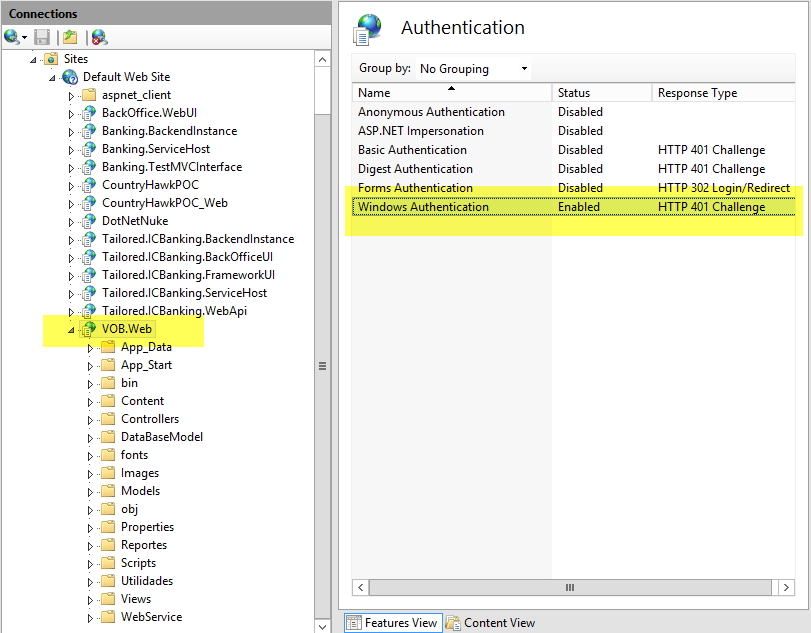 Connections
Sites
Default Web Site
aspnet_client
BackOffice.WebUI
Banking.BackendInstance
Banking.ServiceHost
Banking.TestMVCInterface
CountryHawkPOC
CountryHawkPOC_Web
DotNetNuke
Tailored.ICBanking.BackendInstance
Tailored.ICBanking.BackOfficeUI
Tailored.ICBanking.FrameworkUI
Tailored.ICBanking.ServiceHost
Tailored.ICBanking.WebApi
VOB.Web
App_Data
App_Start
bin
Content
Controllers
DataBaseModel
fonts
Images
Models
obj
Properties
Reportes
Scripts
Utilidades
Views
WebService
Authentication
Group by: No Grouping
Name Status Response Type
Anonymous Authentication Disabled
ASP.NET Impersonation Disabled
Basic Authentication Disabled HTTP 401 Challenge
Digest Authentication Disabled HTTP 401 Challenge
Forms Authentication Disabled HTTP 302 Login/Redirect
Windows Authentication Enabled HTTP 401 Challenge
Features View Content View